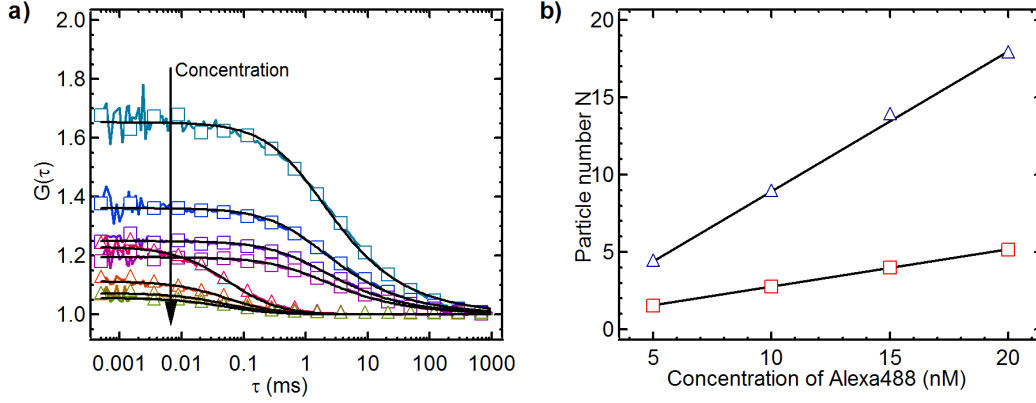 a)
2.0
1.8
1.6
1.4
1.2
1.0
G(τ)
Concentration
0.001 0.01 0.1 1 10 100 1000
τ (ms)
b)
20
15
10
5
0
Particle number N
5 10 15 20
Concentration of Alexa488 (nM)